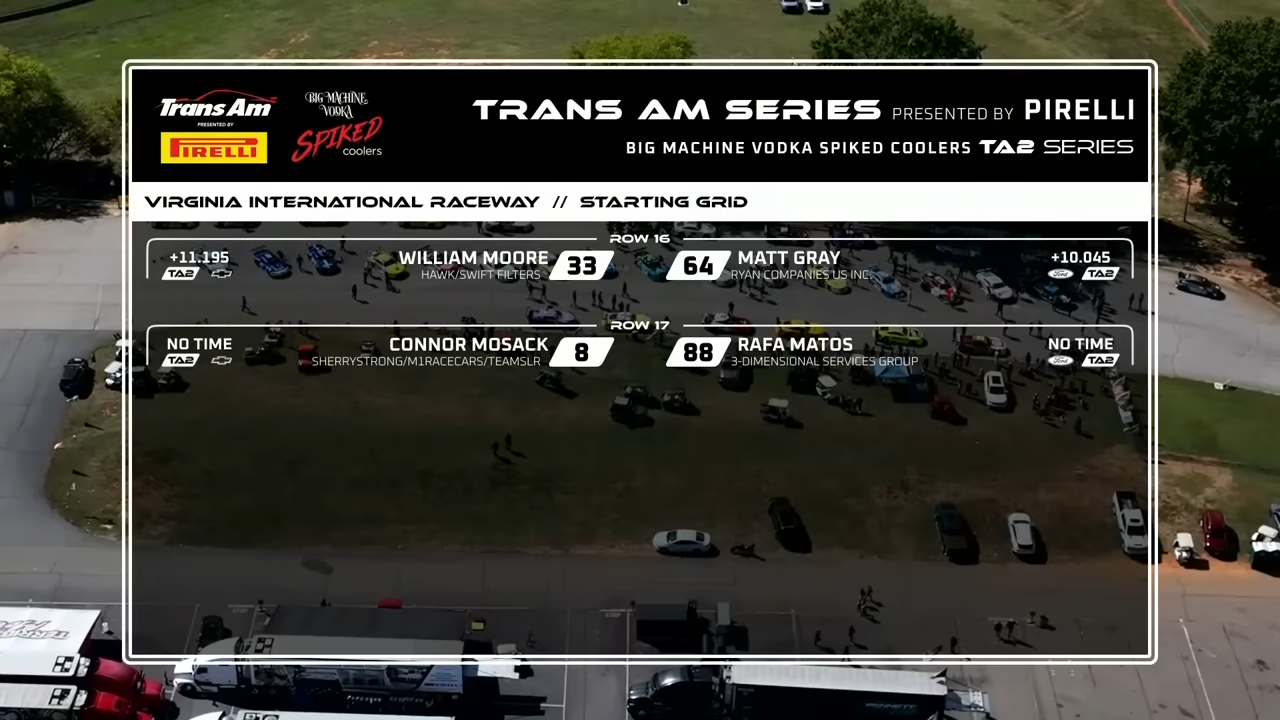 Trans Am
PRESENTED BY
PIRELLI
BIG MACHINE
VODKA
SPIKED
coolers
TRANS AM SERIES PRESENTED BY PIRELLI
BIG MACHINE VODKA SPIKED COOLERS TA2 SERIES
VIRGINIA INTERNATIONAL RACEWAY // STARTING GRID
ROW 16
+11.195 WILLIAM MOORE 33 64 MATT GRAY +10.045
TA2 HAWK/SWIFT FILTERS RYAN COMPANIES US INC. Ford TA2
ROW 17
NO TIME CONNOR MOSACK 8 88 RAFA MATOS NO TIME
TA2 SHERRYSTRONG/M1RACECARS/TEAMSLR 3-DIMENSIONAL SERVICES GROUP Ford TA2